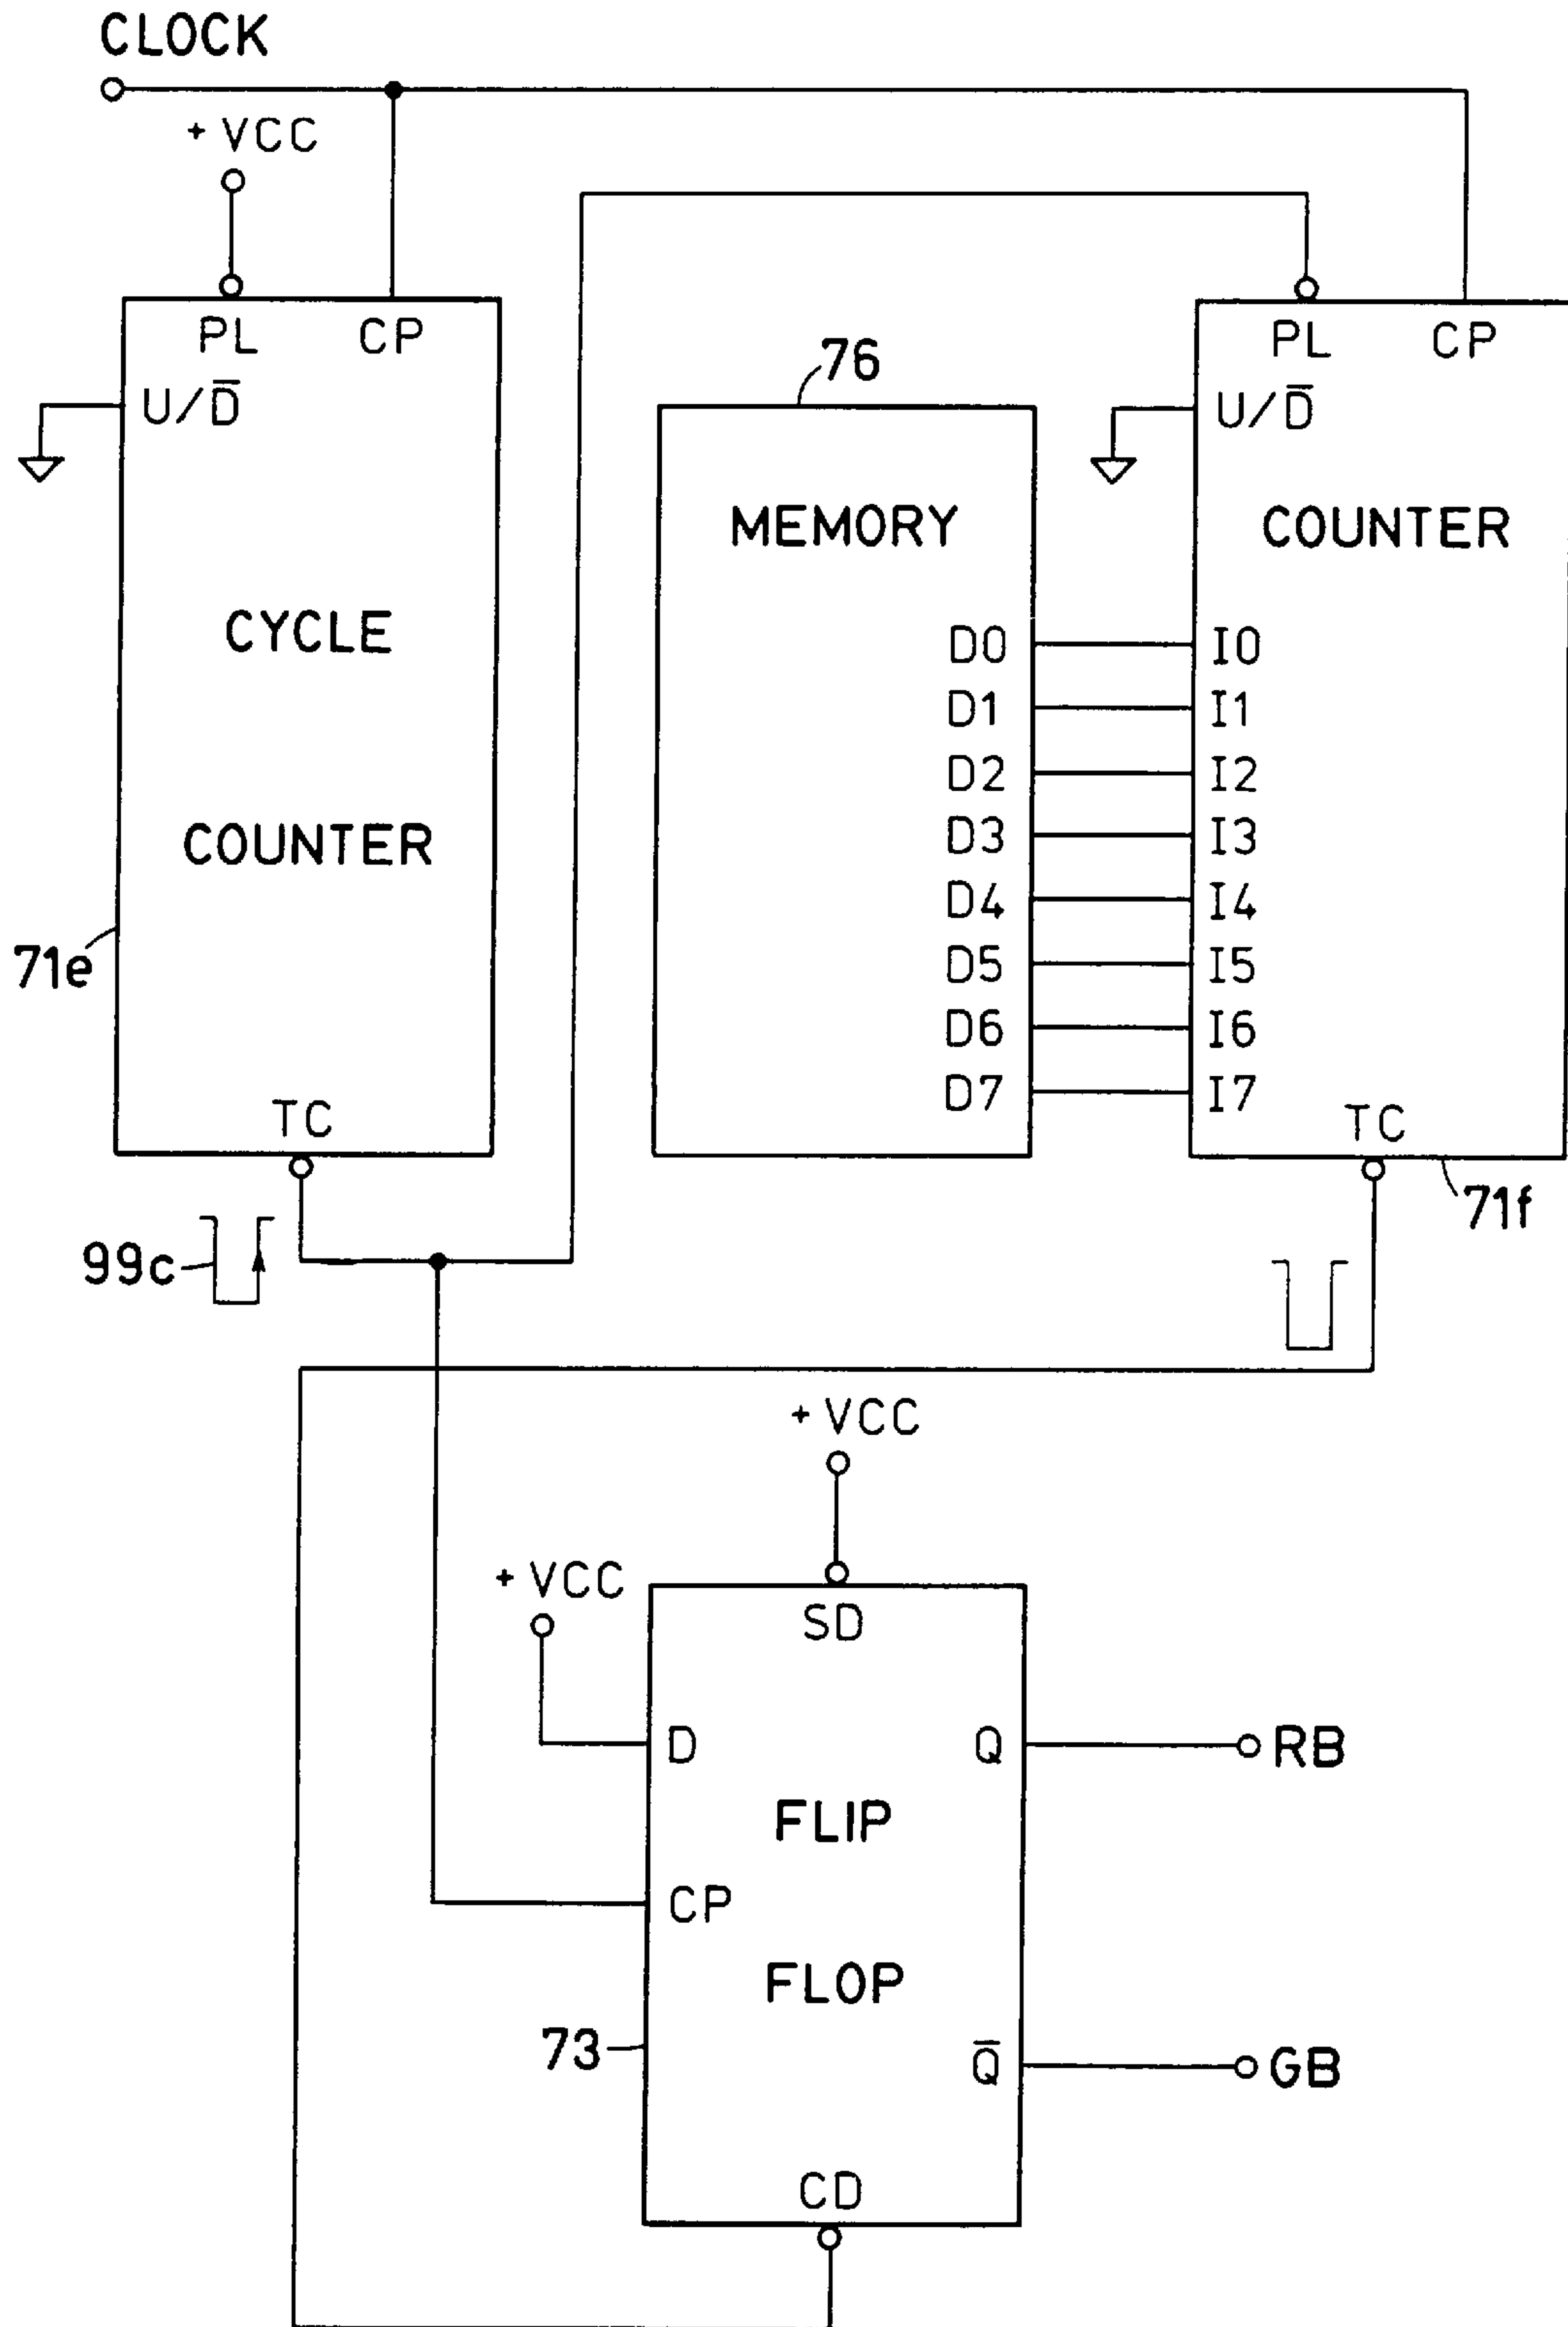 CLOCK
+ VCC
PL CP
U/D̅
CYCLE
COUNTER
TC
71e
99c
76
MEMORY
D0
D1
D2
D3
D4
D5
D6
D7
PL CP
U/D̅
COUNTER
I0
I1
I2
I3
I4
I5
I6
I7
TC
71f
+ VCC
+ VCC
SD
D Q
RB
FLIP
CP
FLOP
73
Q̅
GB
CD